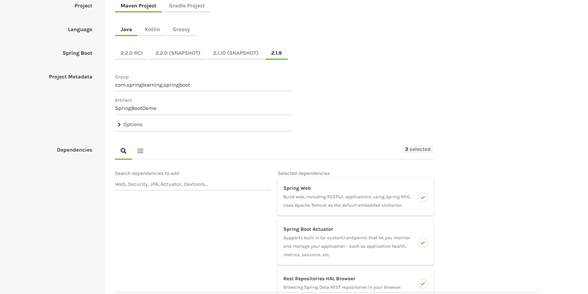 Project
Maven Project
Gradle Project
Language
Java
Kotlin
Groovy
Spring Boot
2.2.0 RC1
2.2.0 (SNAPSHOT)
2.1.10 (SNAPSHOT)
2.1.9
Project Metadata
Group
com.springlearning.springboot
Artifact
SpringBootDemo
Options
Dependencies
3 selected
Search dependencies to add
Web, Security, JPA, Actuator, Devtools...
Selected dependencies
Spring Web
Build web, including RESTful, applications using Spring MVC.
Uses Apache Tomcat as the default embedded container.
Spring Boot Actuator
Supports built in (or custom) endpoints that let you monitor
and manage your application - such as application health,
metrics, sessions, etc.
Rest Repositories HAL Browser
Browsing Spring Data REST repositories in your browser.